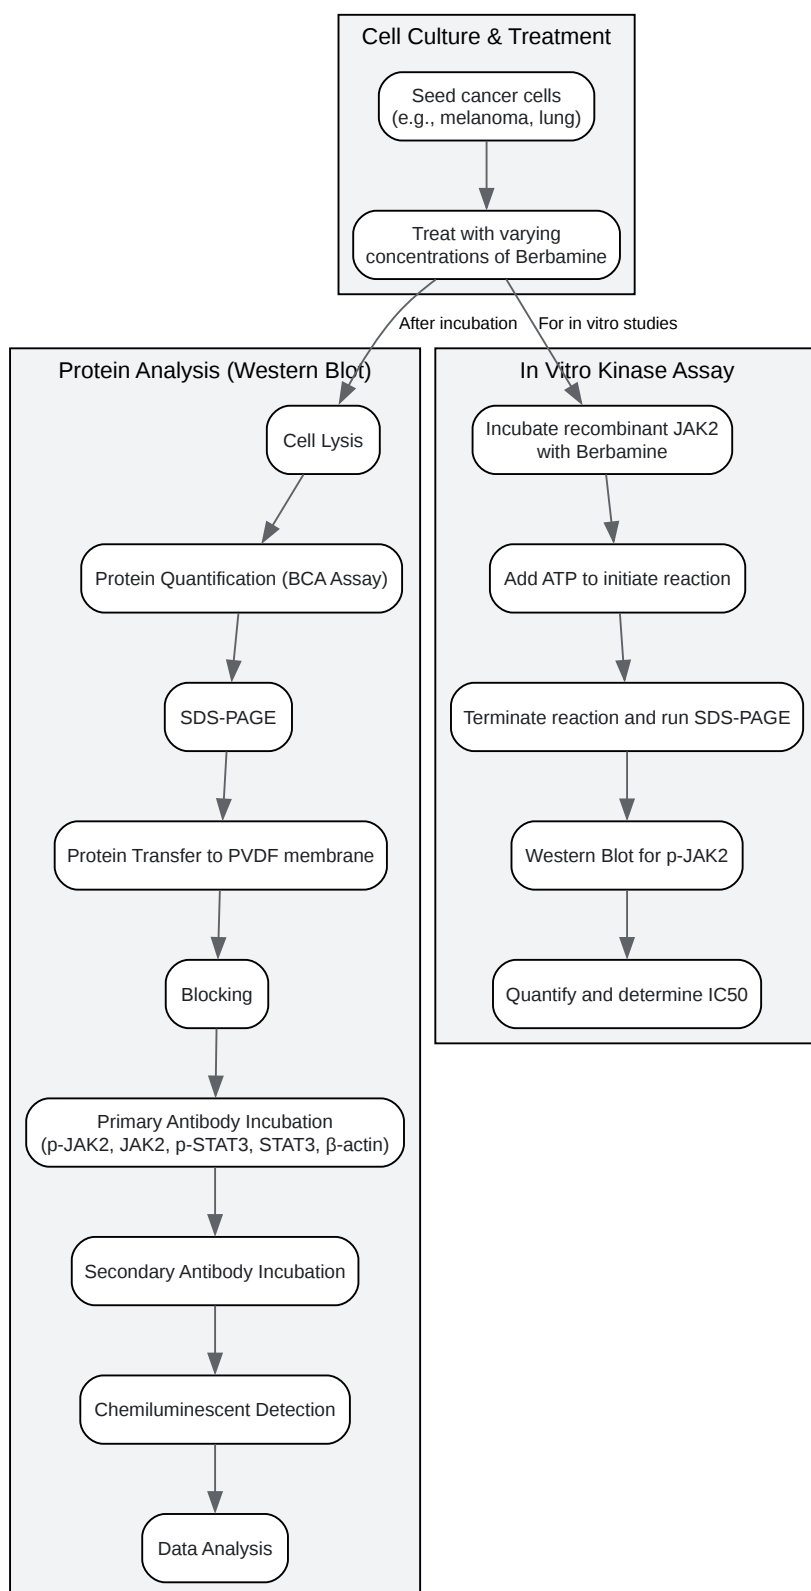 Cell Culture & Treatment
Seed cancer cells
(e.g., melanoma, lung)
Treat with varying
concentrations of Berbamine
After incubation
For in vitro studies
Protein Analysis (Western Blot)
Cell Lysis
Protein Quantification (BCA Assay)
SDS-PAGE
Protein Transfer to PVDF membrane
Blocking
Primary Antibody Incubation
(p-JAK2, JAK2, p-STAT3, STAT3, β-actin)
Secondary Antibody Incubation
Chemiluminescent Detection
Data Analysis
In Vitro Kinase Assay
Incubate recombinant JAK2
with Berbamine
Add ATP to initiate reaction
Terminate reaction and run SDS-PAGE
Western Blot for p-JAK2
Quantify and determine IC50